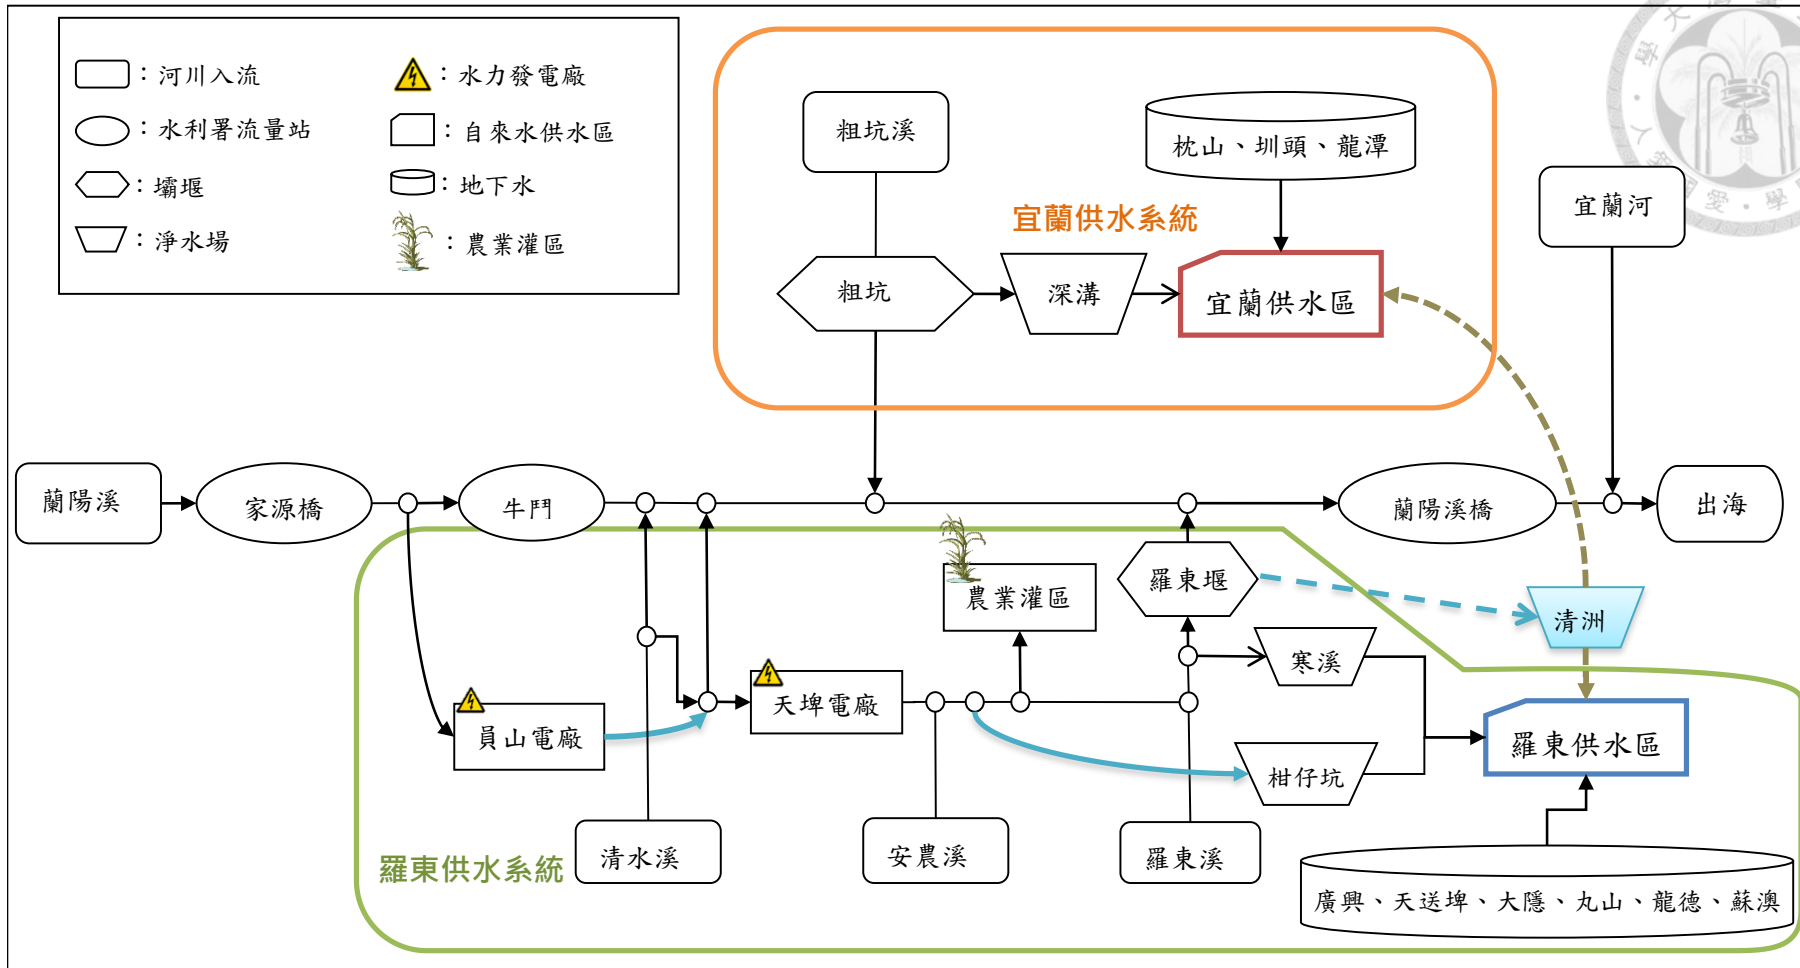 ：河川入流
：水力發電廠
：水利署流量站
：自來水供水區
：壩堰
：地下水
：淨水場
：農業灌區
粗坑溪
枕山、圳頭、龍潭
宜蘭河
宜蘭供水系統
粗坑
深溝
宜蘭供水區
蘭陽溪
家源橋
牛鬥
蘭陽溪橋
出海
羅東堰
農業灌區
清洲
寒溪
天埤電廠
員山電廠
羅東供水區
柑仔坑
清水溪
安農溪
羅東溪
羅東供水系統
廣興、天送埤、大隱、丸山、龍德、蘇澳